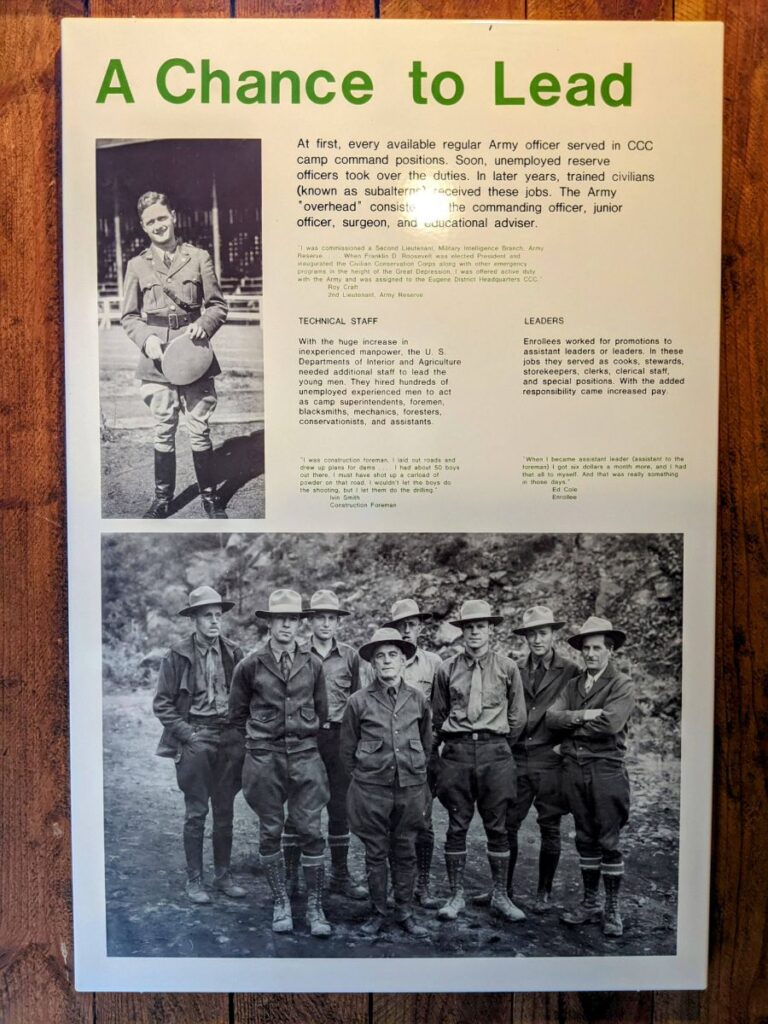 A Chance to Lead
At first, every available regular Army officer served in CCC
camp command positions. Soon, unemployed reserve
officers took over the duties. In later years, trained civilians
(known as subalterns) received these jobs. The Army
"overhead" consiste the commanding officer, junior
officer, surgeon, and educational adviser.
"I was commissioned a Second Lieutenant, Military Intelligence Branch, Army
Reserve. . . . . When Franklin D. Roosevelt was elected President and
inaugurated the Civilian Conservation Corps along with other emergency
programs in the height of the Great Depression, I was offered active duty
with the Army and was assigned to the Eugene District Headquarters CCC."
Roy Craft
2nd Lieutenant, Army Reserve
TECHNICAL STAFF
With the huge increase in
inexperienced manpower, the U. S.
Departments of Interior and Agriculture
needed additional staff to lead the
young men. They hired hundreds of
unemployed experienced men to act
as camp superintendents, foremen,
blacksmiths, mechanics, foresters,
conservationists, and assistants.
"I was construction foreman. I laid out roads and
drew up plans for dams . . . . I had about 50 boys
out there. I must have shot up a carload of
powder on that road. I wouldn't let the boys do
the shooting, but I let them do the drilling."
Ivin Smith
Construction Foreman
LEADERS
Enrollees worked for promotions to
assistant leaders or leaders. In these
jobs they served as cooks, stewards,
storekeepers, clerks, clerical staff,
and special positions. With the added
responsibility came increased pay.
"When I became assistant leader (assistant to the
foreman) I got six dollars a month more, and I had
that all to myself. And that was really something
in those days."
Ed Cole
Enrollee